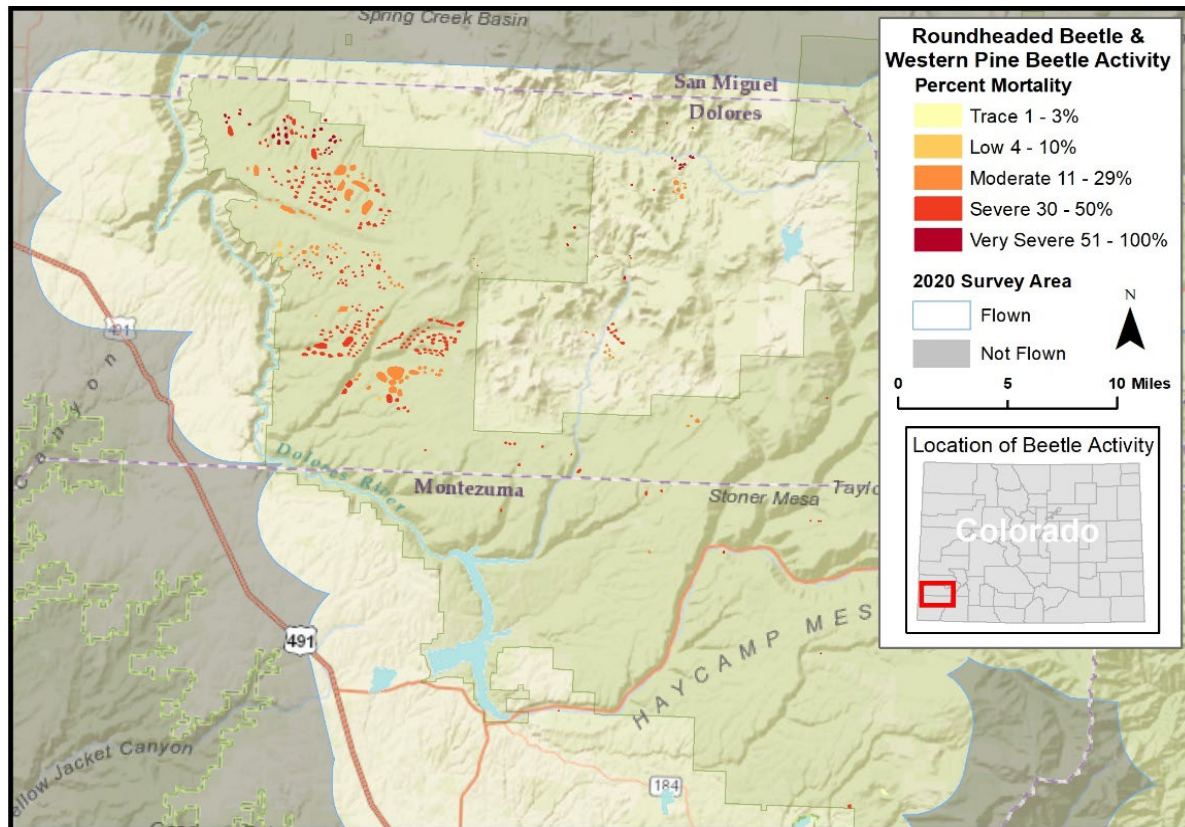 Spring Creek Basin
San Miguel
Dolores
491
Canyon
Dolores River
Montezuma
Stoner Mesa
Taylo
491
HAYCAMP MES
ellow Jacket Canyon
184
Roundheaded Beetle &
Western Pine Beetle Activity
Percent Mortality
Trace 1 - 3%
Low 4 - 10%
Moderate 11 - 29%
Severe 30 - 50%
Very Severe 51 - 100%
2020 Survey Area
Flown
Not Flown
N
0 5 10 Miles
Location of Beetle Activity
Colorado